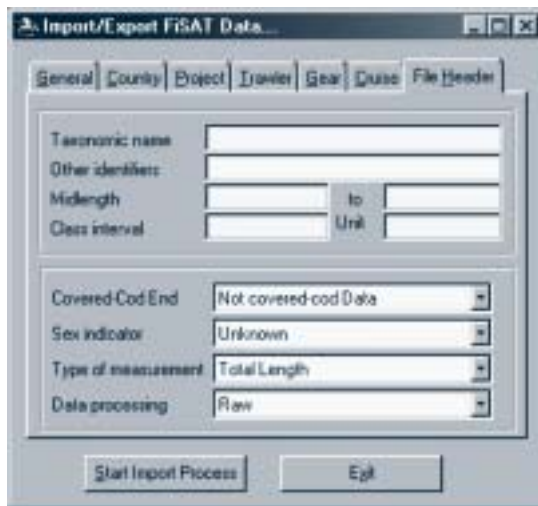 Import/Export FiSAT Data...
General Country Project Trawler Gear Cruise File Header
Taxonomic name
Other identifiers
Midlength to
Class interval Unit
Covered-Cod End Not covered-cod Data
Sex indicator Unknown
Type of measurement Total Length
Data processing Raw
Start Import Process Exit